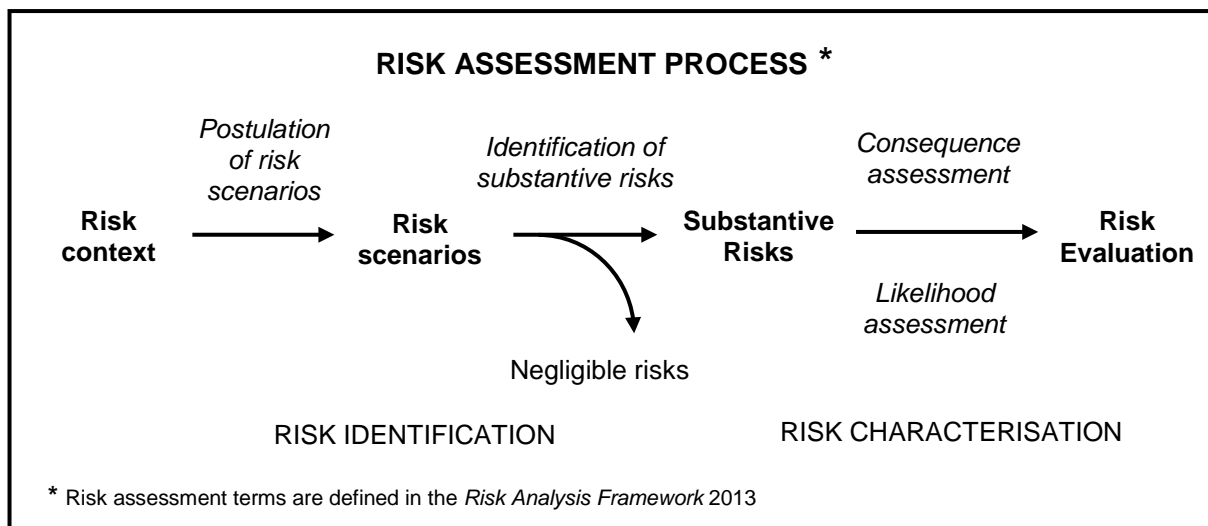 RISK ASSESSMENT PROCESS *
Postulation
of risk
scenarios
Identification of
substantive risks
Consequence
assessment
Risk
context
Risk
scenarios
Substantive
Risks
Risk
Evaluation
Likelihood
assessment
Negligible risks
RISK IDENTIFICATION
RISK CHARACTERISATION
* Risk assessment terms are defined in the Risk Analysis Framework 2013